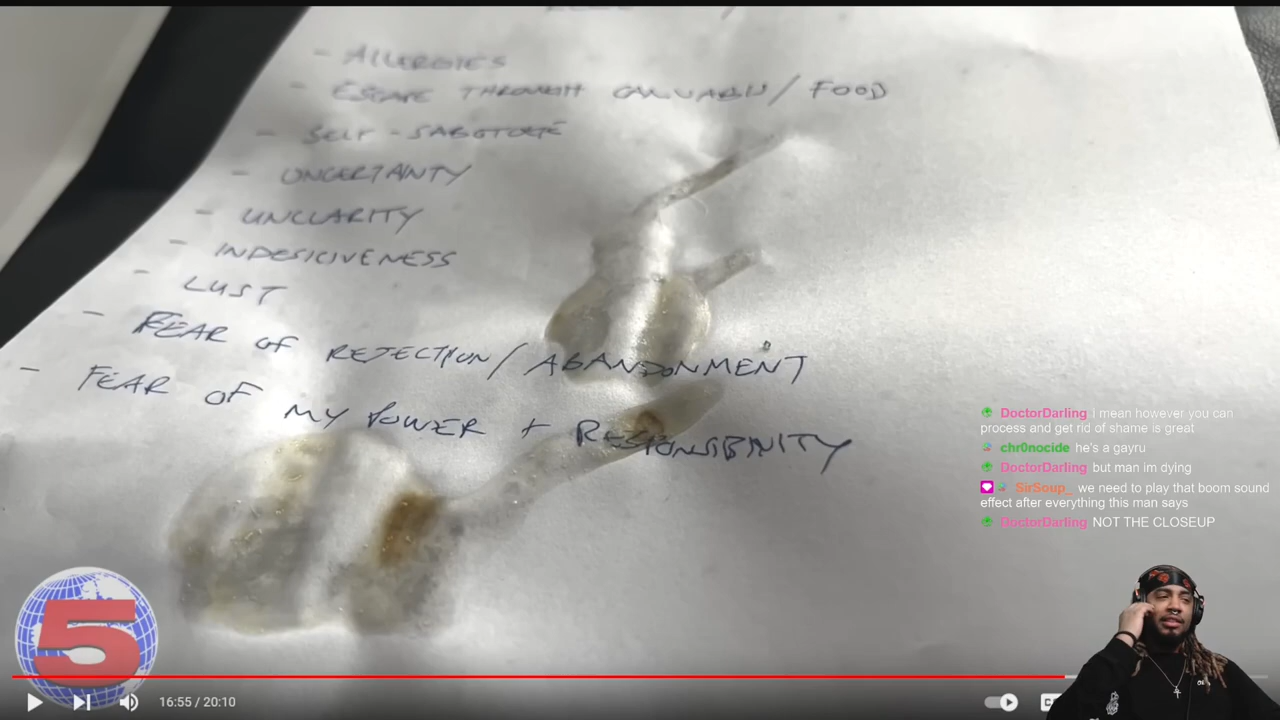 - ALLERGIES
- ESCAPE THROUGH CANNABIS / FOOD
- SELF-SABOTAGE
- UNCERTAINTY
- UNCLARITY
- INDESICIVENESS
- LUST
- FEAR OF REJECTION / ABANDONMENT
- FEAR OF MY POWER + RESPONSIBINITY
DoctorDarling I mean however you can
process and get rid of shame is great
chr0nocide he's a gayru
DoctorDarling but man im dying
SirSoup_ we need to play that boom sound
effect after everything this man says
DoctorDarling NOT THE CLOSEUP
5
16:55 / 20:10